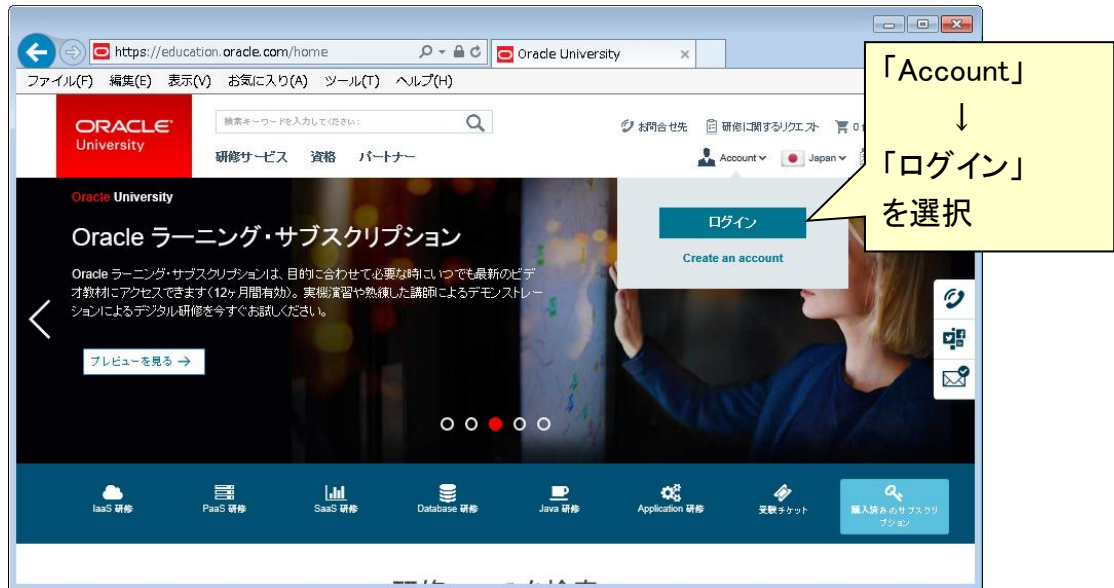 https://education.oracle.com/home
Oracle University
ファイル(F) 編集(E) 表示(V) お気に入り(A) ツール(T) ヘルプ(H)
ORACLE®
University
検索キーワードを入力してください:
お問合せ先 研修に関するリクエスト 0
研修サービス 資格 パートナー
Account Japan
「Account」
↓
「ログイン」
を選択
ログイン
Create an account
Oracle University
Oracle ラーニング・サブスクリプション
Oracle ラーニング・サブスクリプションは、目的に合わせて必要な時にいつでも最新のビデ
オ教材にアクセスできます(12ヶ月間有効)。実機演習や熟練した講師によるデモンストレー
ションによるデジタル研修を今すぐお試しください。
プレビューを見る →
IaaS 研修 PaaS 研修 SaaS 研修 Database 研修 Java 研修 Application 研修 受験チケット 購入済みのサブスクリ
プション